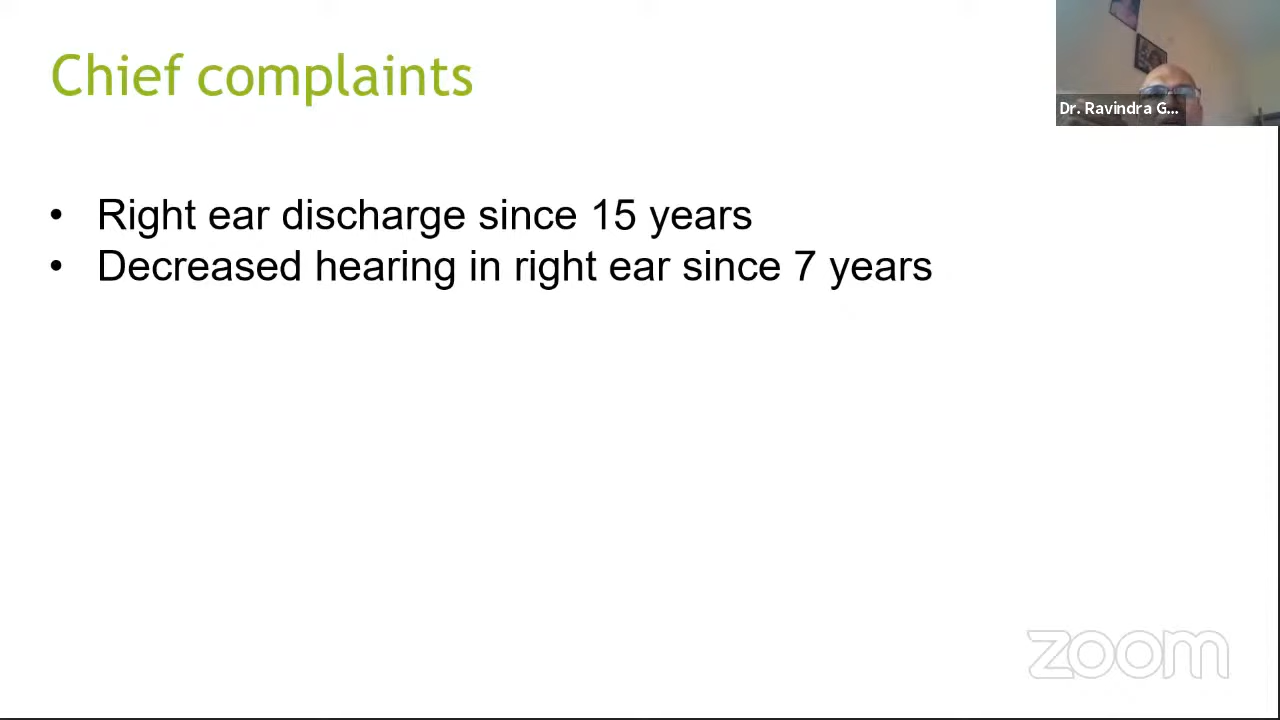 Chief complaints
Dr. Ravindra G...
• Right ear discharge since 15 years
• Decreased hearing in right ear since 7 years
zoom